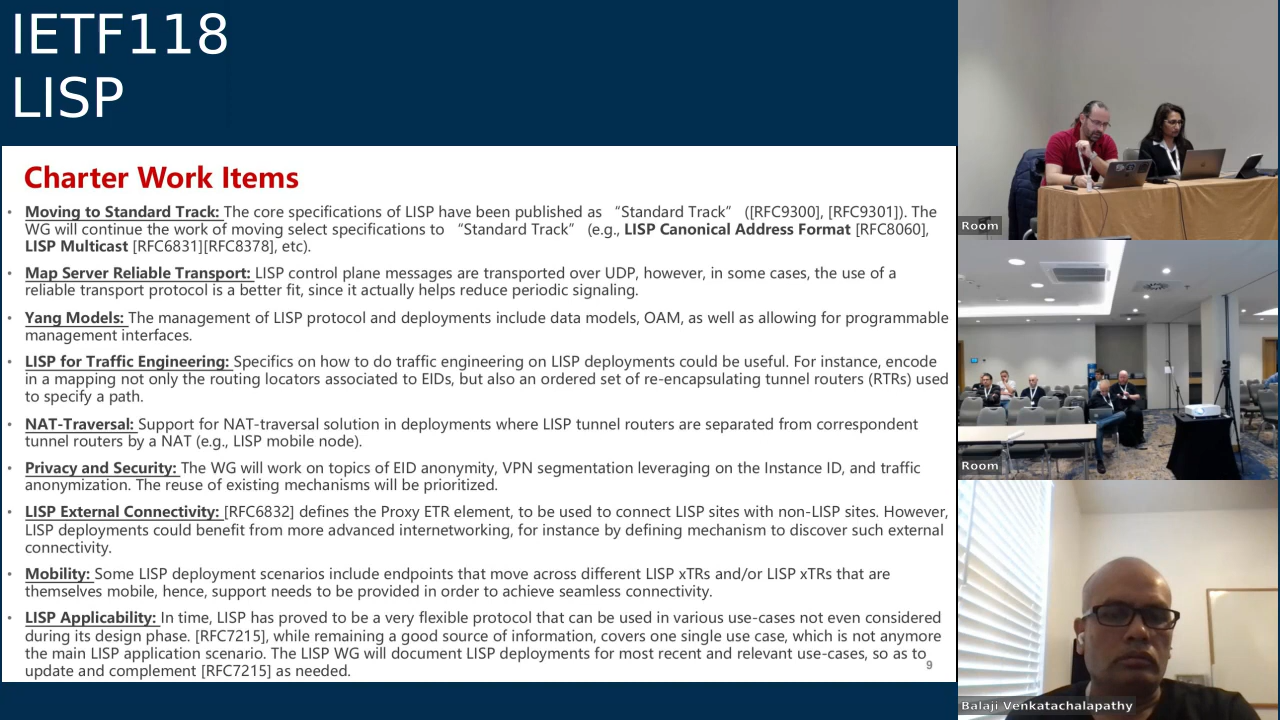 IETF118
LISP
Charter Work Items
• Moving to Standard Track: The core specifications of LISP have been published as “Standard Track” ([RFC9300], [RFC9301]). The
WG will continue the work of moving select specifications to “Standard Track” (e.g., LISP Canonical Address Format [RFC8060],
LISP Multicast [RFC6831][RFC8378], etc).
• Map Server Reliable Transport: LISP control plane messages are transported over UDP, however, in some cases, the use of a
reliable transport protocol is a better fit, since it actually helps reduce periodic signaling.
• Yang Models: The management of LISP protocol and deployments include data models, OAM, as well as allowing for programmable
management interfaces.
• LISP for Traffic Engineering: Specifics on how to do traffic engineering on LISP deployments could be useful. For instance, encode
in a mapping not only the routing locators associated to EIDs, but also an ordered set of re-encapsulating tunnel routers (RTRs) used
to specify a path.
• NAT-Traversal: Support for NAT-traversal solution in deployments where LISP tunnel routers are separated from correspondent
tunnel routers by a NAT (e.g., LISP mobile node).
• Privacy and Security: The WG will work on topics of EID anonymity, VPN segmentation leveraging on the Instance ID, and traffic
anonymization. The reuse of existing mechanisms will be prioritized.
• LISP External Connectivity: [RFC6832] defines the Proxy ETR element, to be used to connect LISP sites with non-LISP sites. However,
LISP deployments could benefit from more advanced internetworking, for instance by defining mechanism to discover such external
connectivity.
• Mobility: Some LISP deployment scenarios include endpoints that move across different LISP xTRs and/or LISP xTRs that are
themselves mobile, hence, support needs to be provided in order to achieve seamless connectivity.
• LISP Applicability: In time, LISP has proved to be a very flexible protocol that can be used in various use-cases not even considered
during its design phase. [RFC7215], while remaining a good source of information, covers one single use case, which is not anymore
the main LISP application scenario. The LISP WG will document LISP deployments for most recent and relevant use-cases, so as to
update and complement [RFC7215] as needed.
9
Room
Room
Balaji Venkatachalapathy